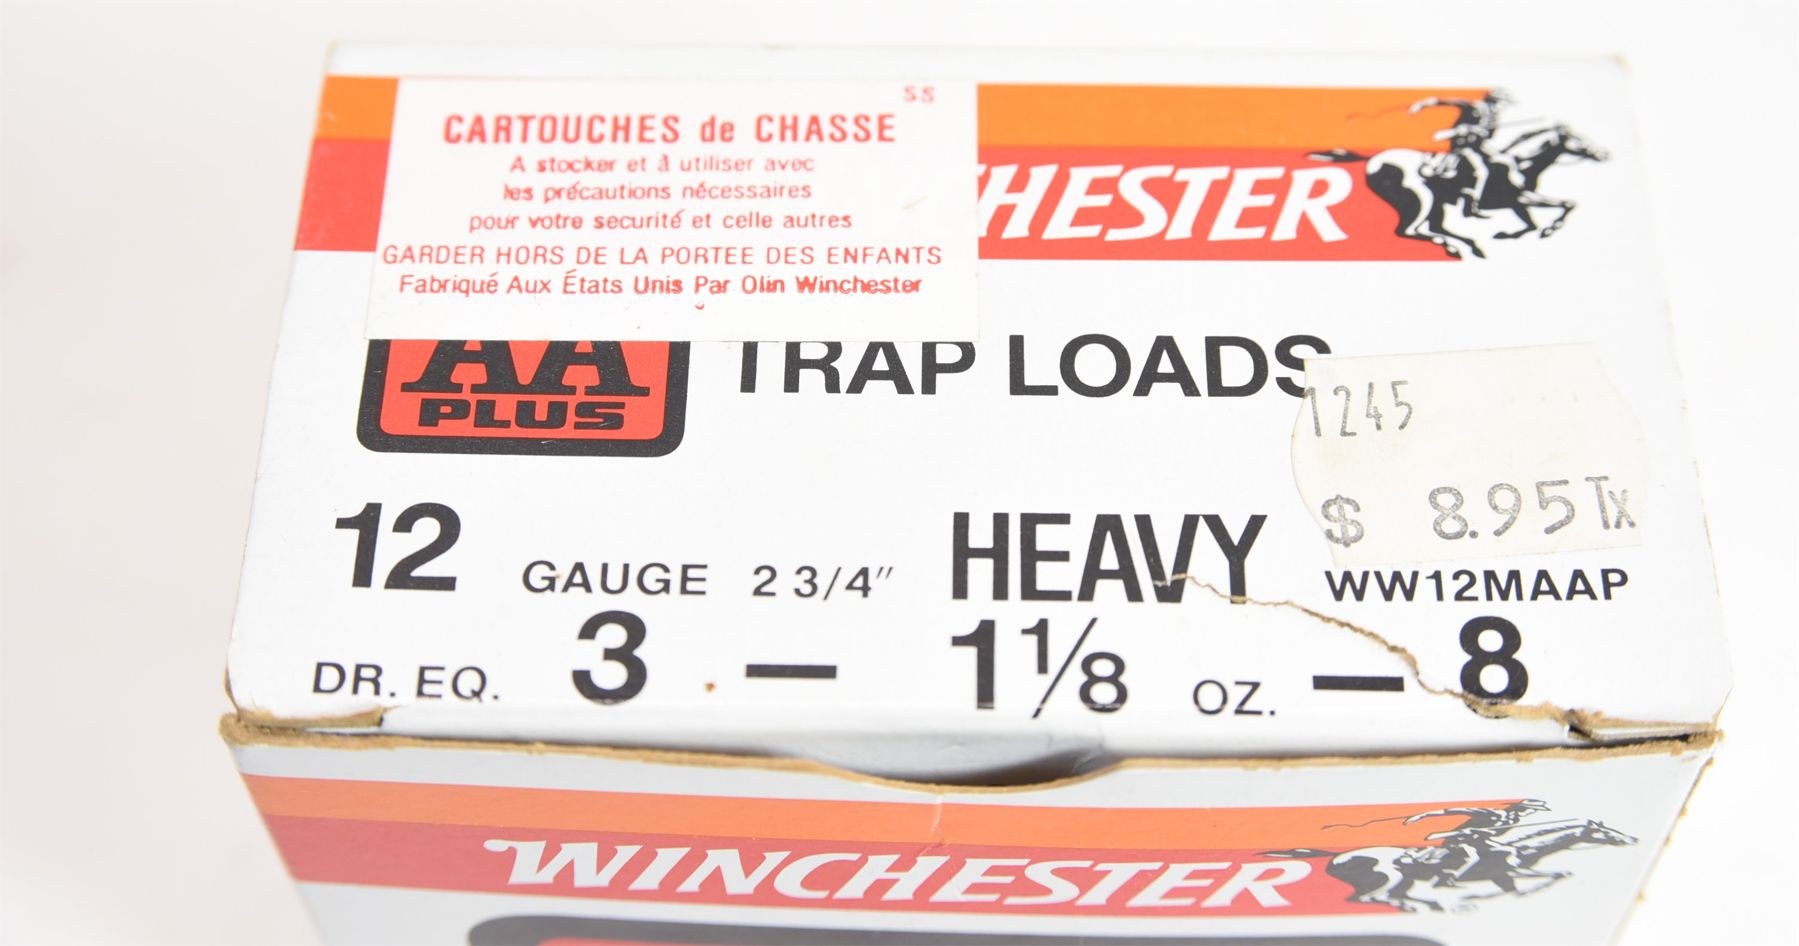 SS
CARTOUCHES de CHASSE
A stocker et à utiliser avec
les précautions nécessaires
pour votre securité et celle autres
GARDER HORS DE LA PORTEE DES ENFANTS
Fabriqué Aux États Unis Par Olin Winchester
HESTER
AA
PLUS
TRAP LOADS
1245
$ 8.95 Tx
12 GAUGE 2 3/4" HEAVY WW12MAAP
DR. EQ. 3 — 1 1/8 OZ. — 8
WINCHESTER
®